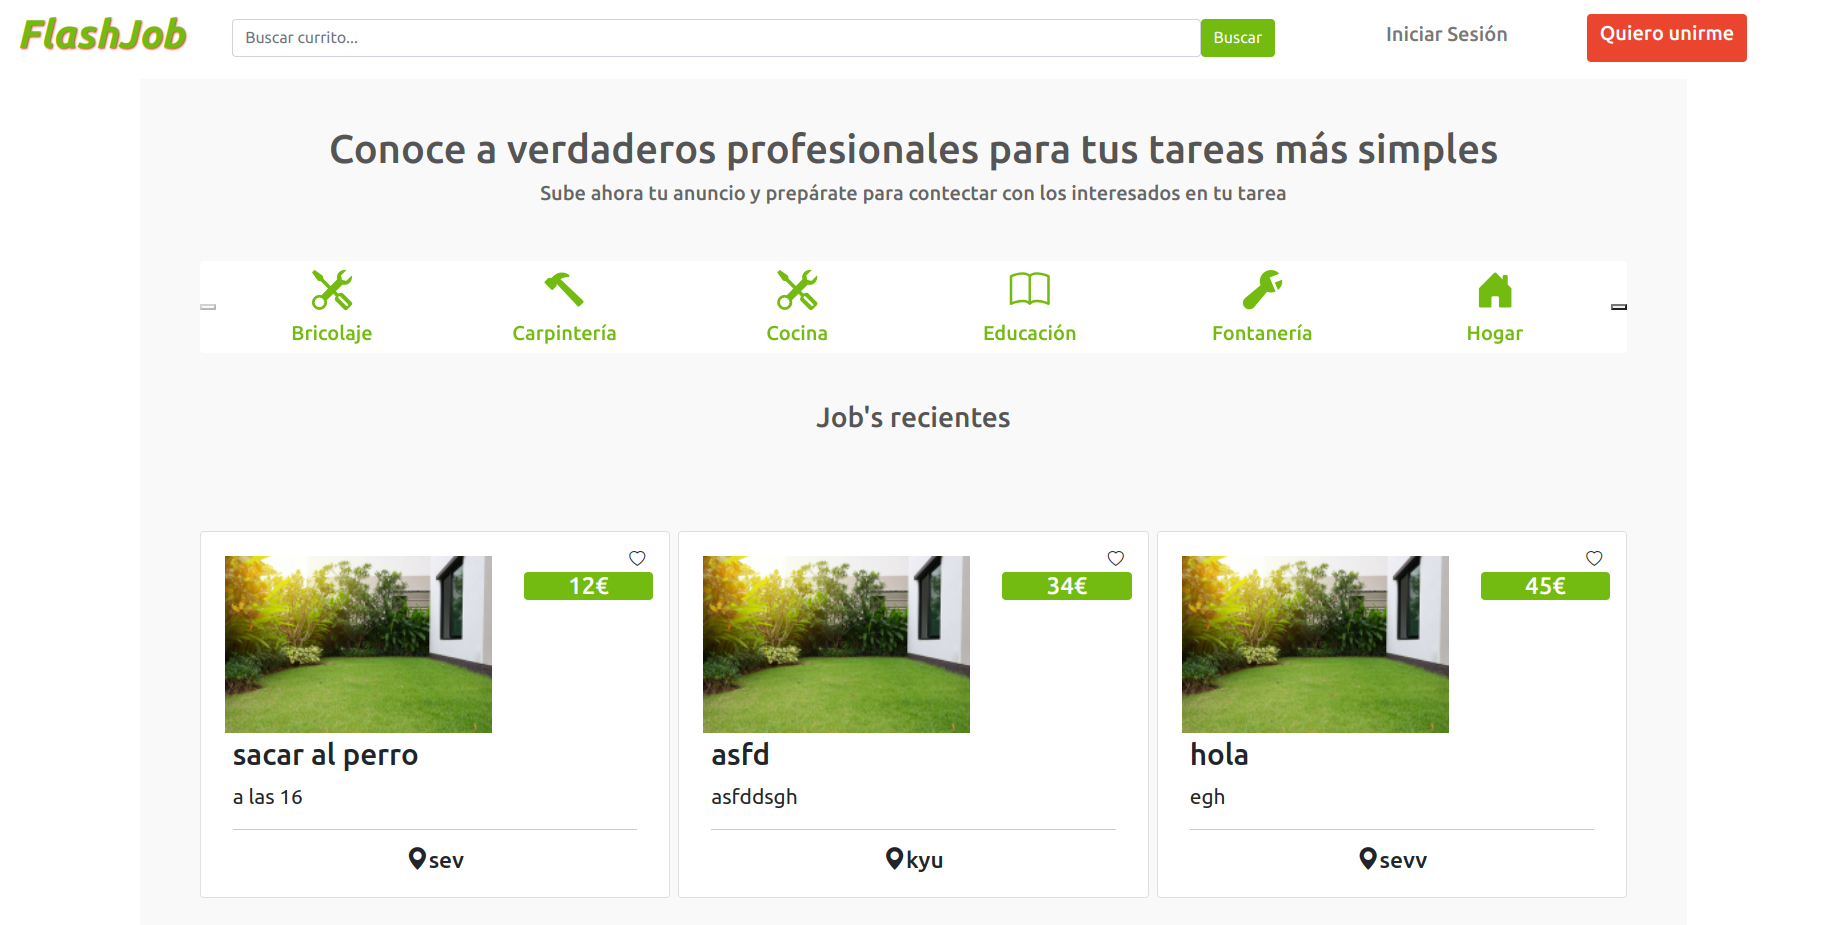 FlashJob
Buscar currito...
Buscar
Iniciar Sesión
Quiero unirme
Conoce a verdaderos profesionales para tus tareas más simples
Sube ahora tu anuncio y prepárate para contectar con los interesados en tu tarea
Bricolaje
Carpintería
Cocina
Educación
Fontanería
Hogar
Job's recientes
12€
sacar al perro
a las 16
sev
34€
asfd
asfddsgh
kyu
45€
hola
egh
sevv